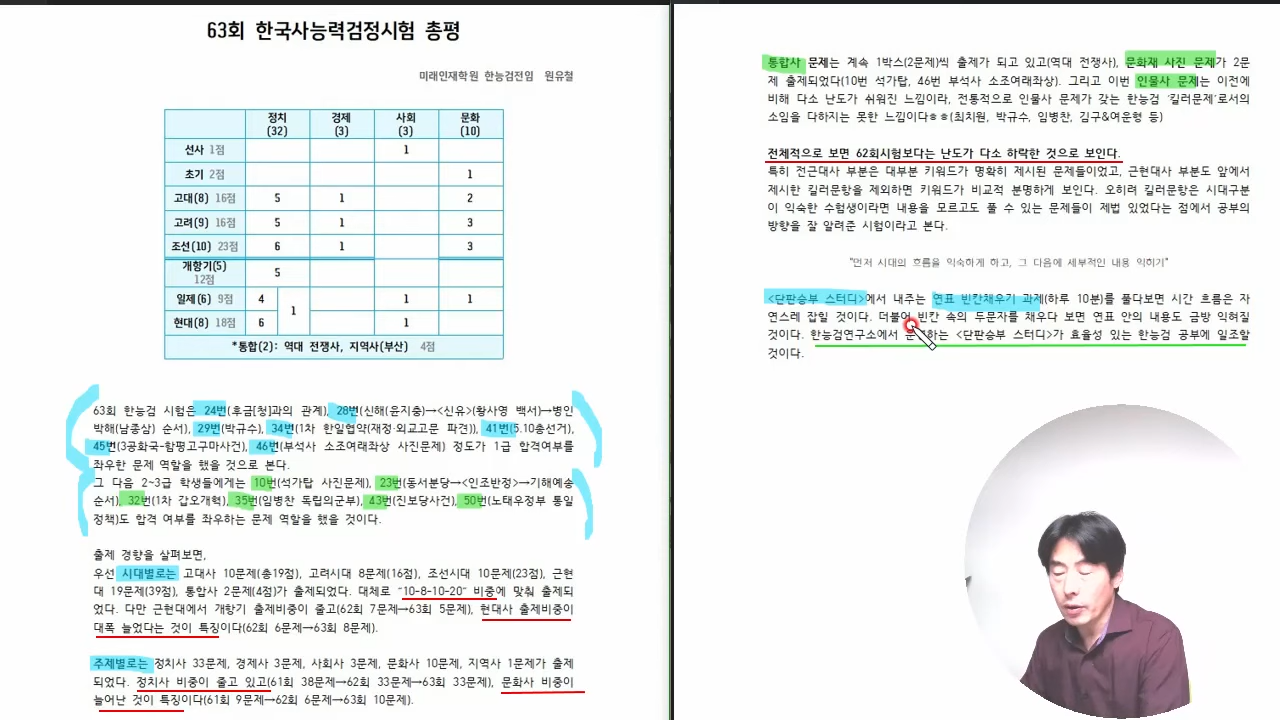 63회 한국사능력검정시험 총평
미래인재학원 한능검전임 원유철
정치 (32) 경제 (3) 사회 (3) 문화 (10)
선사 1점 1
초기 2점 1
고대(8) 16점 5 1 2
고려(9) 16점 5 1 3
조선(10) 23점 6 1 3
개항기(5) 12점 5
일제(6) 9점 4 1 1 1
현대(8) 18점 6 1
*통합(2): 역대 전쟁사, 지역사(부산) 4점
63회 한능검 시험은 24번(후금[청]과의 관계), 28번(신해(윤지충)→<신유>(황사영 백서)→병인
박해(남종삼) 순서), 29번(박규수), 34번(1차 한일협약(재정·외교고문 파견)), 41번(5.10총선거),
45번(3공화국-함평고구마사건), 46번(부석사 소조여래좌상 사진문제) 정도가 1급 합격여부를
좌우한 문제 역할을 했을 것으로 본다.
그 다음 2~3급 학생들에게는 10번(석가탑 사진문제), 23번(동서분당→<인조반정>→기해예송
순서), 32번(1차 갑오개혁), 35번(임병찬 독립의군부), 43번(진보당사건), 50번(노태우정부 통일
정책)도 합격 여부를 좌우하는 문제 역할을 했을 것이다.
출제 경향을 살펴보면,
우선 시대별로는 고대사 10문제(총19점), 고려시대 8문제(16점), 조선시대 10문제(23점), 근현
대 19문제(39점), 통합사 2문제(4점)가 출제되었다. 대체로 "10-8-10-20" 비중에 맞춰 출제되
었다. 다만 근현대에서 개항기 출제비중이 줄고(62회 7문제→63회 5문제), 현대사 출제비중이
대폭 늘었다는 것이 특징이다(62회 6문제→63회 8문제).
주제별로는 정치사 33문제, 경제사 3문제, 사회사 3문제, 문화사 10문제, 지역사 1문제가 출제
되었다. 정치사 비중이 줄고 있고(61회 38문제→62회 33문제→63회 33문제), 문화사 비중이
늘어난 것이 특징이다(61회 9문제→62회 6문제→63회 10문제).
통합사 문제는 계속 1박스(2문제)씩 출제가 되고 있고(역대 전쟁사), 문화재 사진 문제가 2문
제 출제되었다(10번 석가탑, 46번 부석사 소조여래좌상). 그리고 이번 인물사 문제는 이전에
비해 다소 난도가 쉬워진 느낌이라, 전통적으로 인물사 문제가 갖는 한능검 '킬러문제'로서의
소임을 다하지는 못한 느낌이다ㅎㅎ(최치원, 박규수, 임병찬, 김구&여운형 등)
전체적으로 보면 62회시험보다는 난도가 다소 하락한 것으로 보인다.
특히 전근대사 부분은 대부분 키워드가 명확히 제시된 문제들이었고, 근현대사 부분도 앞에서
제시한 킬러문항을 제외하면 키워드가 비교적 분명하게 보인다. 오히려 킬러문항은 시대구분
이 익숙한 수험생이라면 내용을 모르고도 풀 수 있는 문제들이 제법 있었다는 점에서 공부의
방향을 잘 알려준 시험이라고 본다.
"먼저 시대의 흐름을 익숙하게 하고, 그 다음에 세부적인 내용 익히기"
<단판승부 스터디>에서 내주는 연표 빈칸채우기 과제(하루 10분)를 풀다보면 시간 흐름은 자
연스레 잡힐 것이다. 더불어 빈칸 속의 두문자를 채우다 보면 연표 안의 내용도 금방 익혀질
것이다. 한능검연구소에서 <단판승부 스터디>가 효율성 있는 한능검 공부에 일조할
것이다.